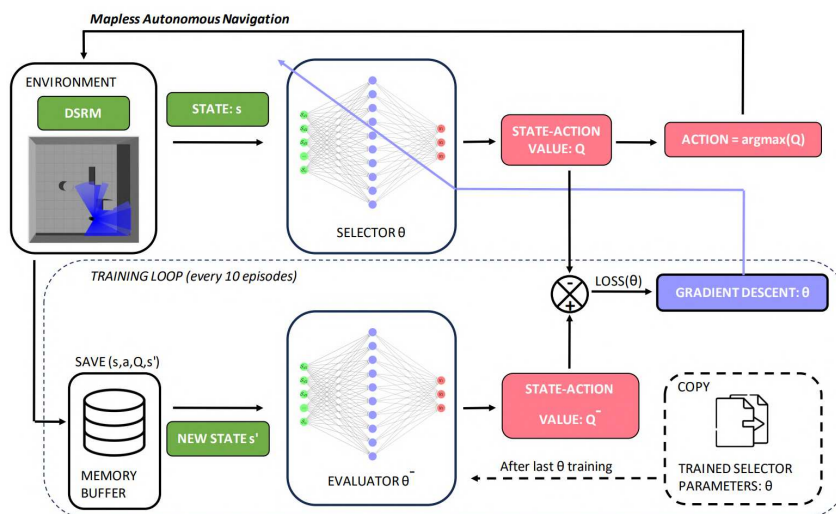 Mapless Autonomous Navigation
ENVIRONMENT
DSRM
STATE: s
SELECTOR θ
STATE-ACTION
VALUE: Q
ACTION = argmax(Q)
TRAINING LOOP (every 10 episodes)
LOSS(θ)
GRADIENT DESCENT: θ
-
+
SAVE (s,a,Q,s')
MEMORY
BUFFER
NEW STATE s'
EVALUATOR θ⁻
STATE-ACTION
VALUE: Q⁻
After last θ training
COPY
TRAINED SELECTOR
PARAMETERS: θ